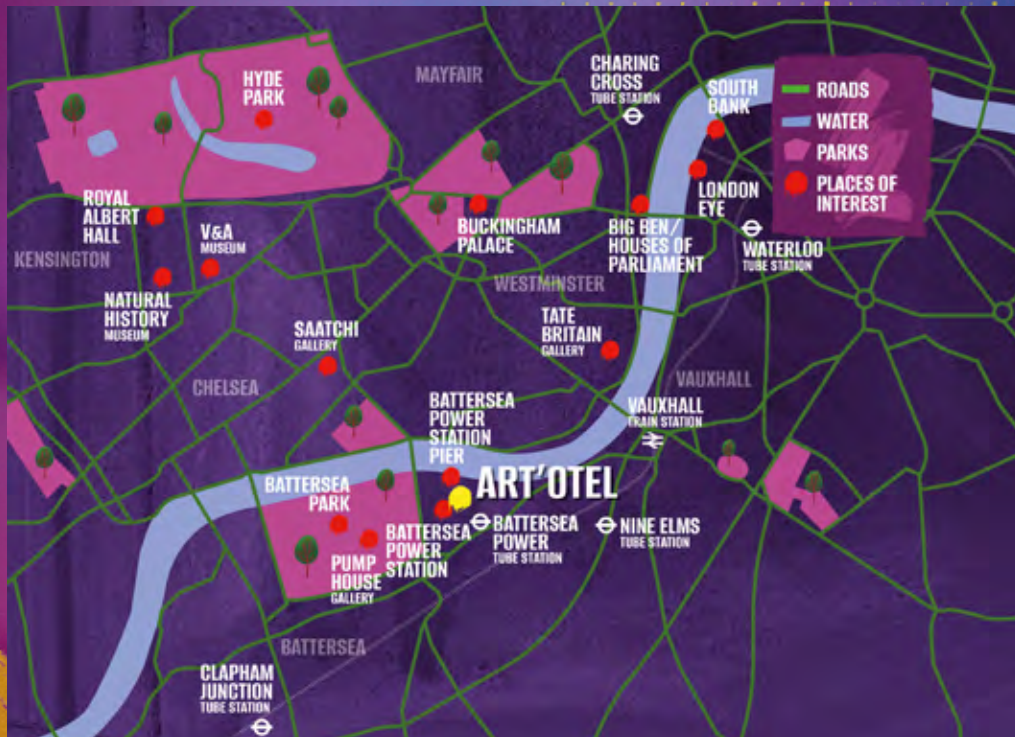 MAYFAIR
CHARING
CROSS
TUBE STATION
HYDE
PARK
SOUTH
BANK
ROADS
WATER
PARKS
PLACES OF
INTEREST
ROYAL
ALBERT
HALL
V&A
MUSEUM
BUCKINGHAM
PALACE
BIG BEN/
HOUSES OF
PARLIAMENT
LONDON
EYE
WATERLOO
TUBE STATION
KENSINGTON
NATURAL
HISTORY
MUSEUM
WESTMINSTER
SAATCHI
GALLERY
TATE
BRITAIN
GALLERY
CHELSEA
VAUXHALL
BATTERSEA
POWER
STATION
PIER
VAUXHALL
TRAIN STATION
ART'OTEL
BATTERSEA
PARK
BATTERSEA
POWER
STATION
BATTERSEA
POWER
TUBE STATION
NINE ELMS
TUBE STATION
PUMP
HOUSE
GALLERY
BATTERSEA
CLAPHAM
JUNCTION
TUBE STATION